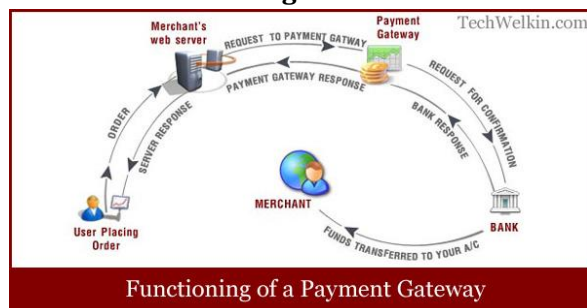 TechWelkin.com
Merchant's
web server
Payment
Gateway
REQUEST TO PAYMENT GATWAY
PAYMENT GATEWAY RESPONSE
REQUEST FOR CONFIRMATION
BANK RESPONSE
ORDER
SERVER RESPONSE
User Placing
Order
MERCHANT
BANK
FUNDS TRANSFERRED TO YOUR A/C
Functioning of a Payment Gateway